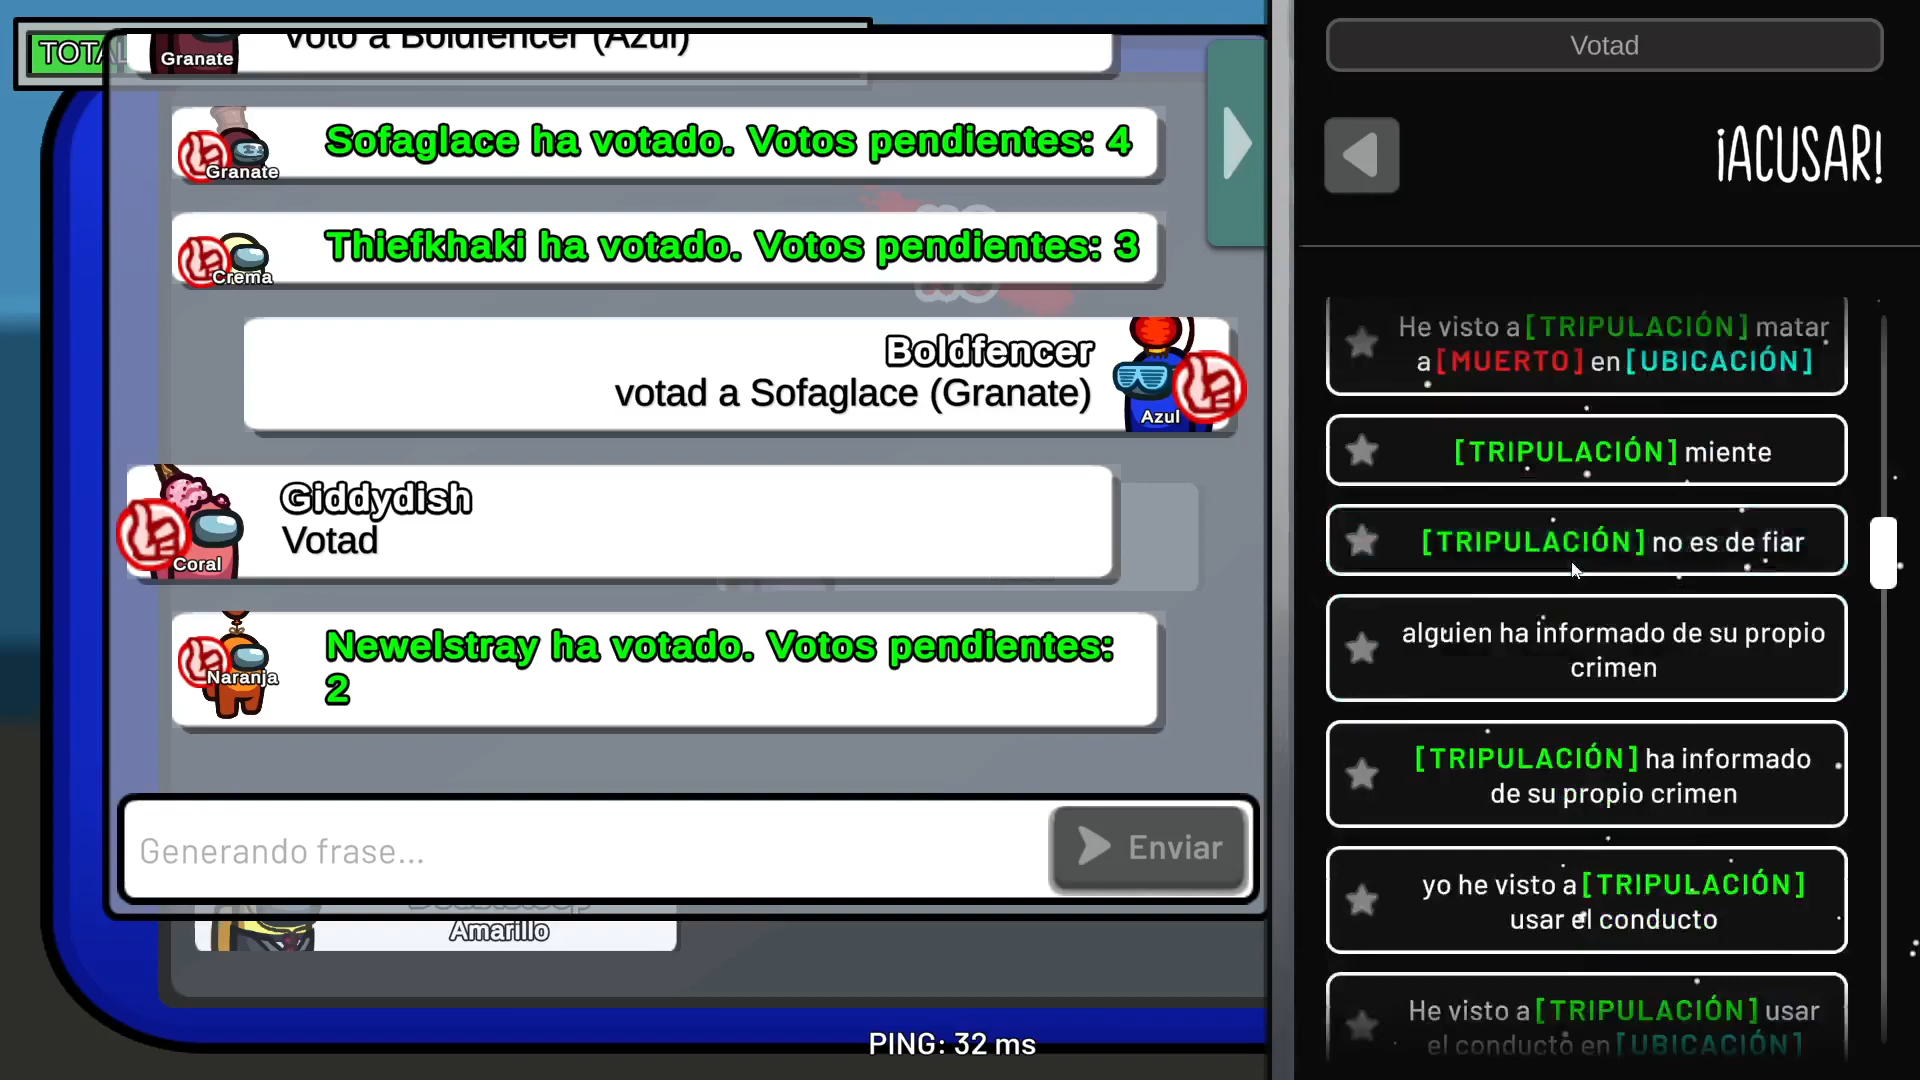 TOTAL
Granate
voto a Boldfencer (Azul)
Sofaglace ha votado. Votos pendientes: 4
Granate
Thiefkhaki ha votado. Votos pendientes: 3
Crema
Boldfencer
votad a Sofaglace (Granate)
Azul
Giddydish
Votad
Coral
Newelstray ha votado. Votos pendientes:
2
Naranja
Generando frase...
Enviar
Amarillo
PING: 32 ms
Votad
¡ACUSAR!
He visto a [TRIPULACIÓN] matar
a [MUERTO] en [UBICACIÓN]
[TRIPULACIÓN] miente
[TRIPULACIÓN] no es de fiar
alguien ha informado de su propio
crimen
[TRIPULACIÓN] ha informado
de su propio crimen
yo he visto a [TRIPULACIÓN]
usar el conducto
He visto a [TRIPULACIÓN] usar
el conducto en [UBICACIÓN]